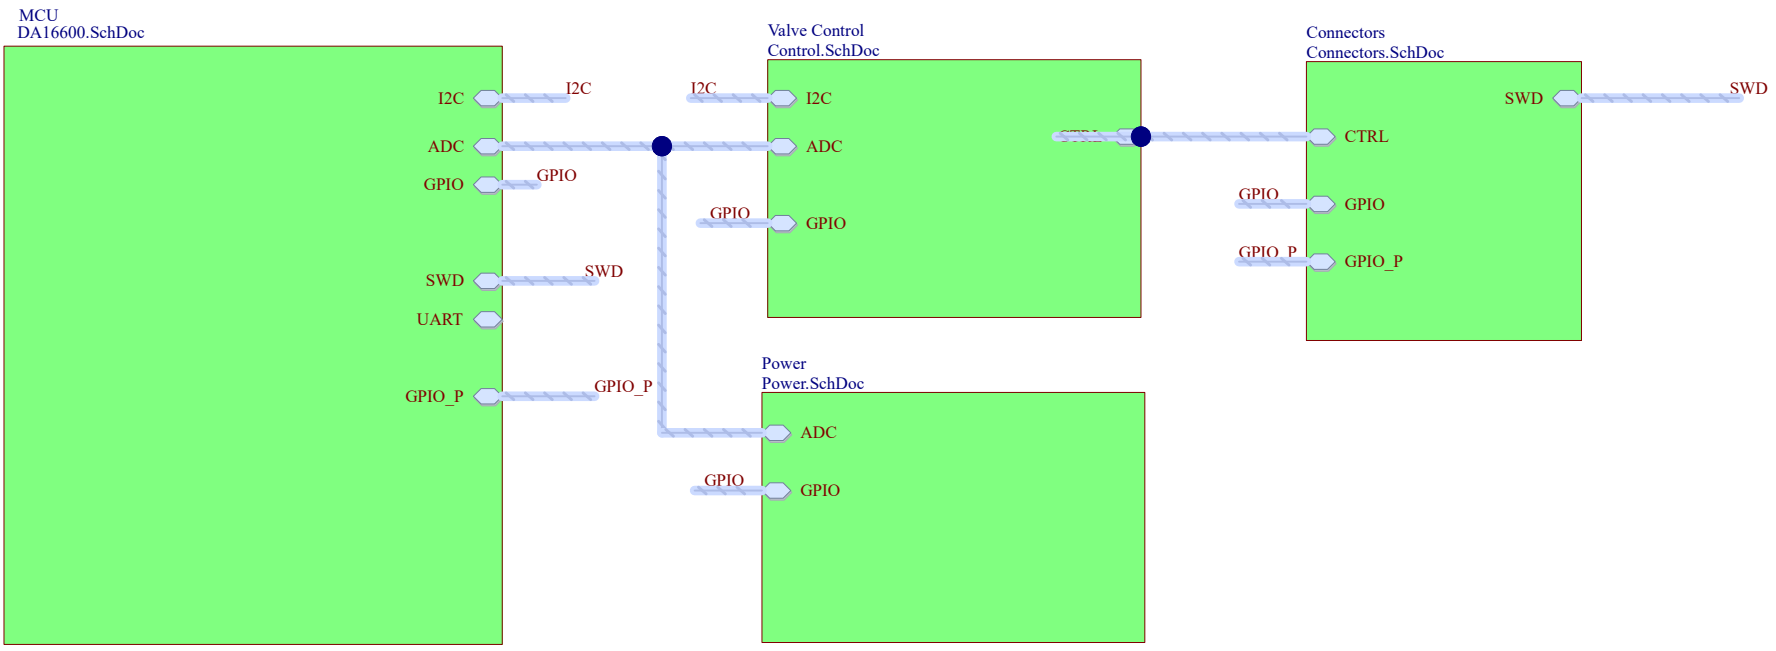 MCU
DA16600.SchDoc
I2C
I2C
ADC
GPIO
GPIO
SWD
SWD
UART
GPIO_P
GPIO_P
Valve Control
Control.SchDoc
I2C
I2C
ADC
GPIO
GPIO
CTRL
Power
Power.SchDoc
ADC
GPIO
GPIO
Connectors
Connectors.SchDoc
SWD
SWD
CTRL
GPIO
GPIO
GPIO_P
GPIO_P